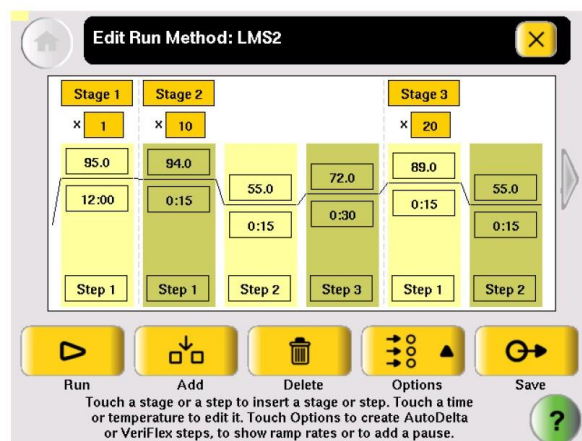 Edit Run Method: LMS2
Stage 1 Stage 2 Stage 3
x 1 x 10 x 20
95.0 94.0 55.0 72.0 89.0 55.0
12:00 0:15 0:15 0:30 0:15 0:15
Step 1 Step 1 Step 2 Step 3 Step 1 Step 2
Run Add Delete Options Save
Touch a stage or a step to insert a stage or step. Touch a time
or temperature to edit it. Touch Options to create AutoDelta
or VeriFlex steps, to show ramp rates or to add a pause.
?